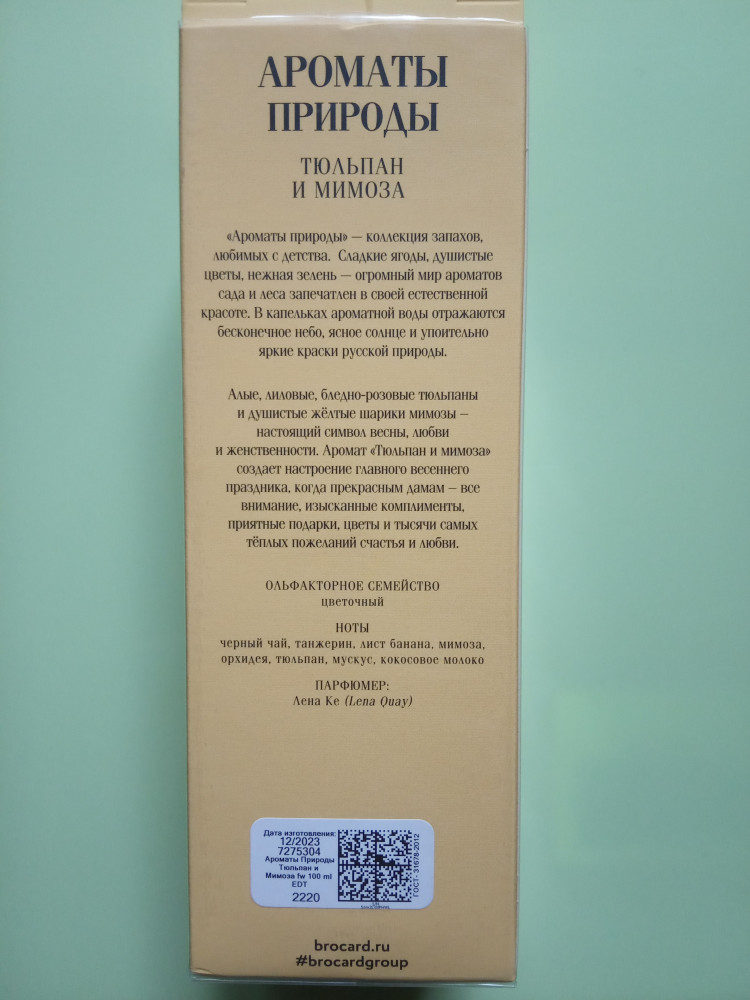 АРОМАТЫ
ПРИРОДЫ
ТЮЛЬПАН
И МИМОЗА
«Ароматы природы» — коллекция запахов,
любимых с детства. Сладкие ягоды, душистые
цветы, нежная зелень — огромный мир ароматов
сада и леса запечатлен в своей естественной
красоте. В капельках ароматной воды отражаются
бесконечное небо, ясное солнце и упоительно
яркие краски русской природы.
Алые, лиловые, бледно-розовые тюльпаны
и душистые жёлтые шарики мимозы –
настоящий символ весны, любви
и женственности. Аромат «Тюльпан и мимоза»
создает настроение главного весеннего
праздника, когда прекрасным дамам – все
внимание, изысканные комплименты,
приятные подарки, цветы и тысячи самых
тёплых пожеланий счастья и любви.
ОЛЬФАКТОРНОЕ СЕМЕЙСТВО
цветочный
НОТЫ
черный чай, танжерин, лист банана, мимоза,
орхидея, тюльпан, мускус, кокосовое молоко
ПАРФЮМЕР:
Лена Ке (Lena Quay)
Дата изготовления:
12/2023
7275304
Ароматы Природы
Тюльпан и
Мимоза fw 100 ml
EDT
2220
ГОСТ- 31678-2012
brocard.ru
#brocardgroup